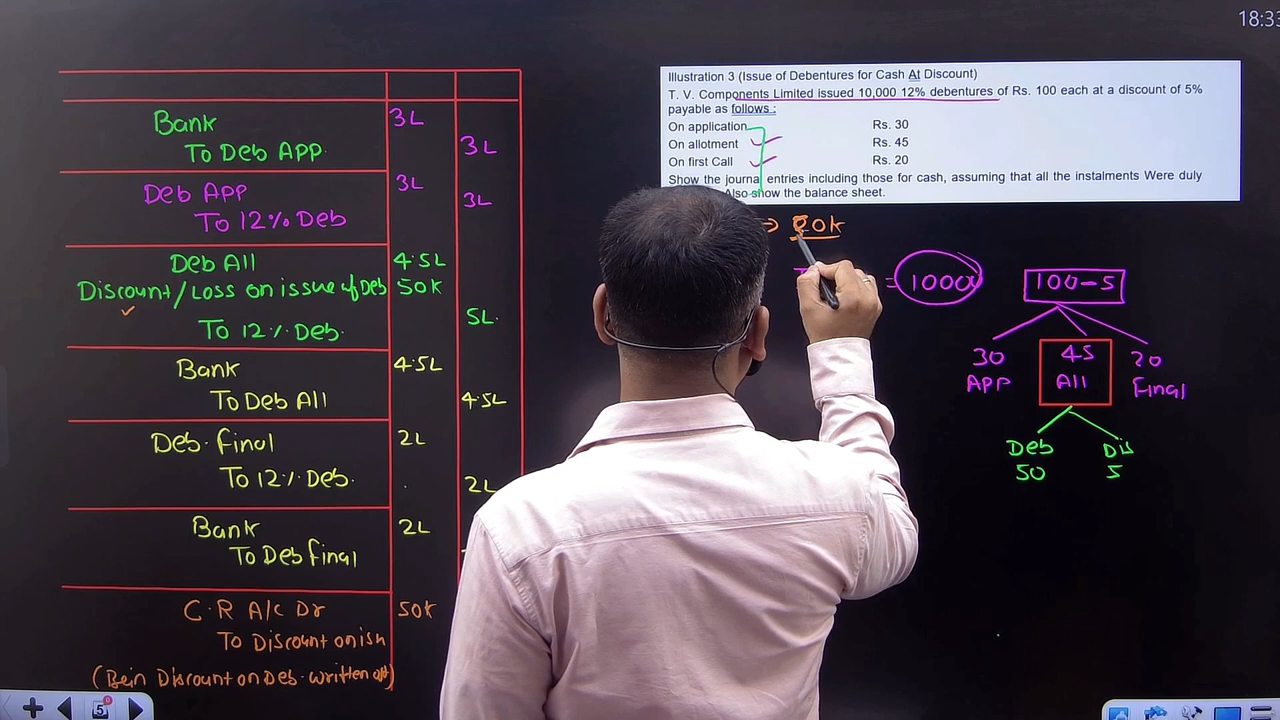 18:33
Illustration 3 (Issue of Debentures for Cash At Discount)
T. V. Components Limited issued 10,000 12% debentures of Rs. 100 each at a discount of 5%
payable as follows :
On application Rs. 30
On allotment Rs. 45
On first Call Rs. 20
Show the journal entries including those for cash, assuming that all the instalments Were duly
Also show the balance sheet.
Bank 3L
To Deb App. 3L
Deb App 3L
To 12% Deb 3L
Deb All 4.5L
Discount/Loss on issue of Deb 50k
To 12% Deb. 5L.
Bank 4.5L
To Deb All 4.5L
Deb. final 2L
To 12% Deb. 2L
Bank 2L
To Deb final
C.R A/c Dr 50k
To Discount on issu
(Bein Discount on Deb. written off)
0k
= 1000
100-5
30 45 20
App All Final
Deb Dis
50 5
5